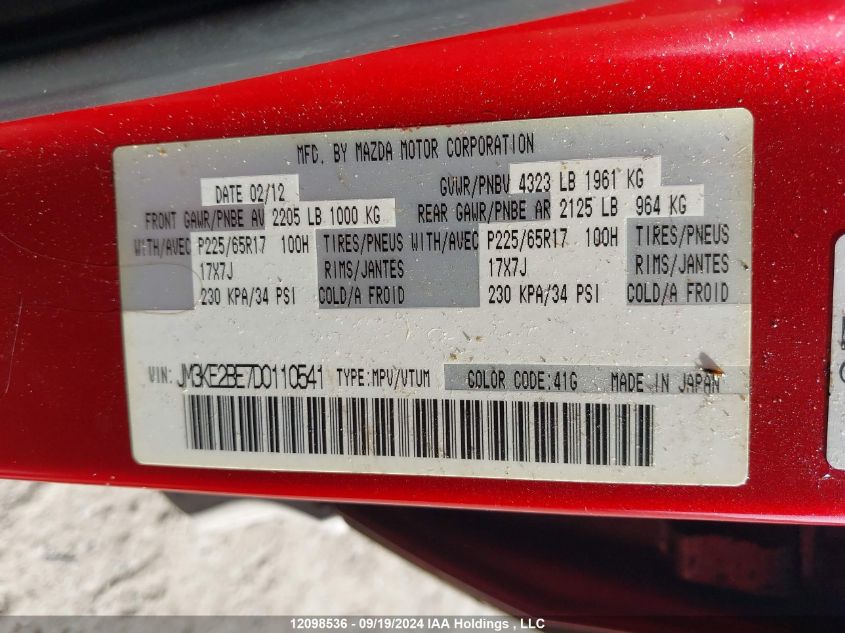 MFD. BY MAZDA MOTOR CORPORATION
DATE 02/12 GVWR/PNBV 4323 LB 1961 KG
FRONT GAWR/PNBE AV 2205 LB 1000 KG REAR GAWR/PNBE AR 2125 LB 964 KG
WITH/AVEC P225/65R17 100H TIRES/PNEUS WITH/AVEC P225/65R17 100H TIRES/PNEUS
17X7J RIMS/JANTES 17X7J RIMS/JANTES
230 KPA/34 PSI COLD/A FROID 230 KPA/34 PSI COLD/A FROID
VIN: JM3KE2BE7D0110541 TYPE:MPV/VTUM COLOR CODE:41G MADE IN JAPAN
12098536 - 09/19/2024 IAA Holdings , LLC